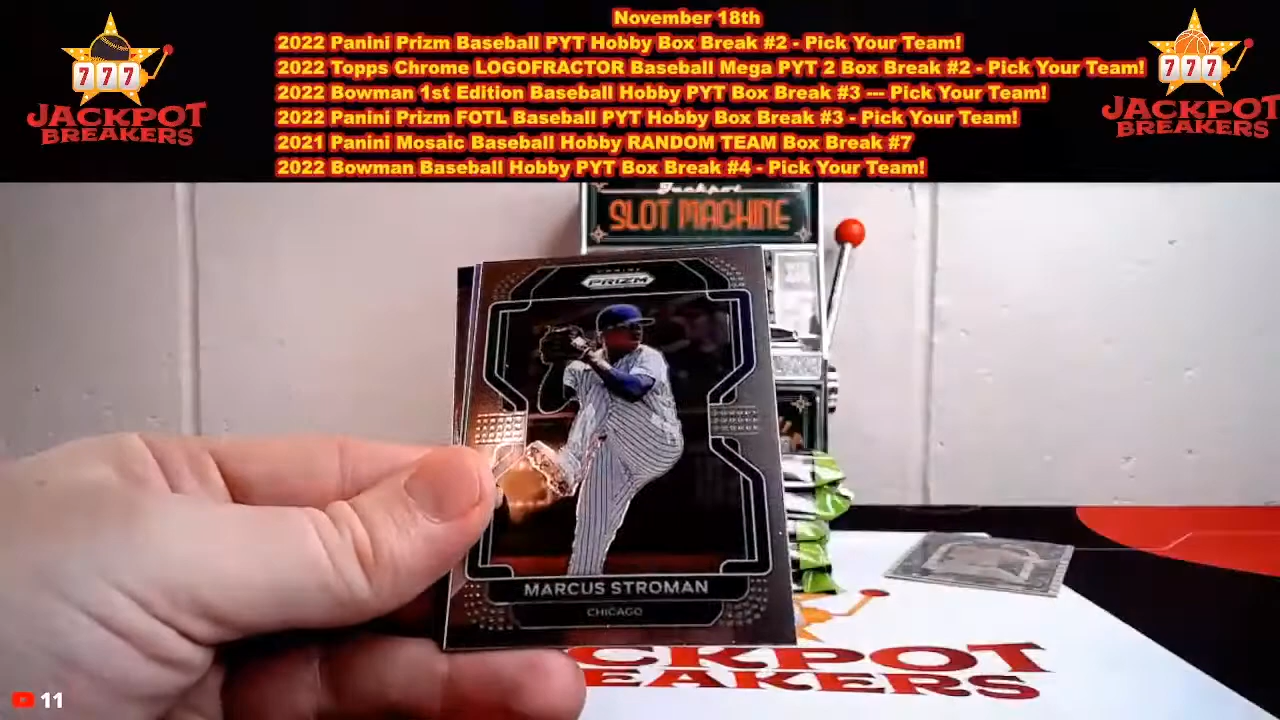 November 18th
2022 Panini Prizm Baseball PYT Hobby Box Break #2 - Pick Your Team!
2022 Topps Chrome LOGOFRACTOR Baseball Mega PYT 2 Box Break #2 - Pick Your Team!
2022 Bowman 1st Edition Baseball Hobby PYT Box Break #3 --- Pick Your Team!
2022 Panini Prizm FOTL Baseball PYT Hobby Box Break #3 - Pick Your Team!
2021 Panini Mosaic Baseball Hobby RANDOM TEAM Box Break #7
2022 Bowman Baseball Hobby PYT Box Break #4 - Pick Your Team!
777
JACKPOT
BREAKERS
777
JACKPOT
BREAKERS
Jackpot
SLOT MACHINE
PANINI
PRIZM
MARCUS STROMAN
CHICAGO
CKPOT
EAKERS
11